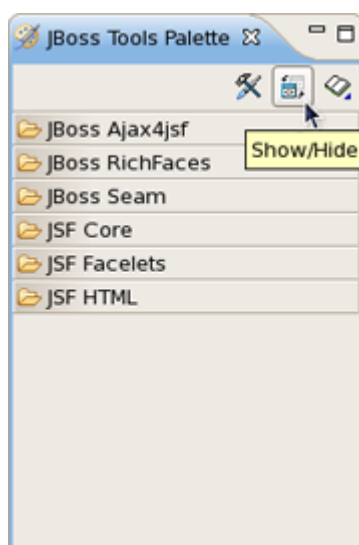 JBoss Tools Palette
JBoss Ajax4jsf
Show/Hide
JBoss RichFaces
JBoss Seam
JSF Core
JSF Facelets
JSF HTML